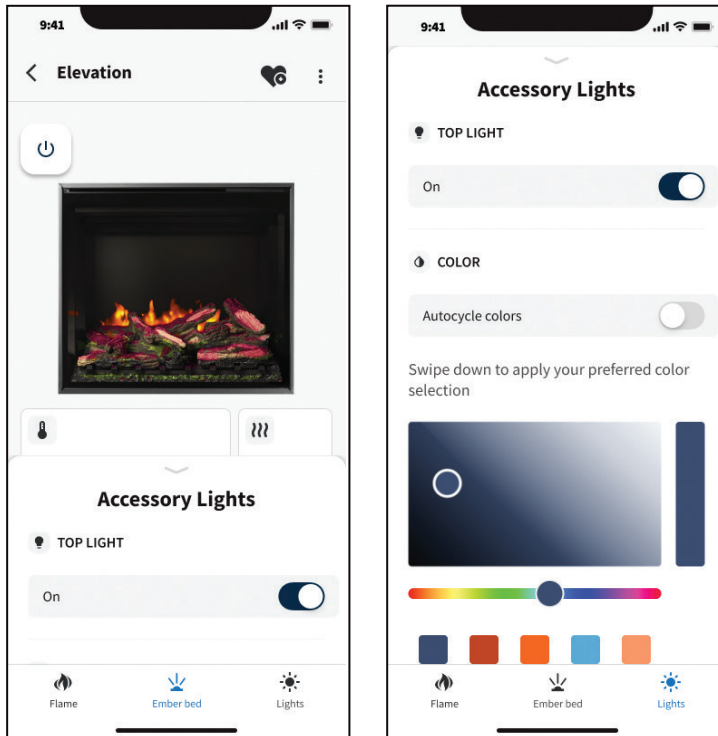 9:41
Elevation
Accessory Lights
TOP LIGHT
On
Flame
Ember bed
Lights
9:41
Accessory Lights
TOP LIGHT
On
COLOR
Autocycle colors
Swipe down to apply your preferred color
selection
Flame
Ember bed
Lights